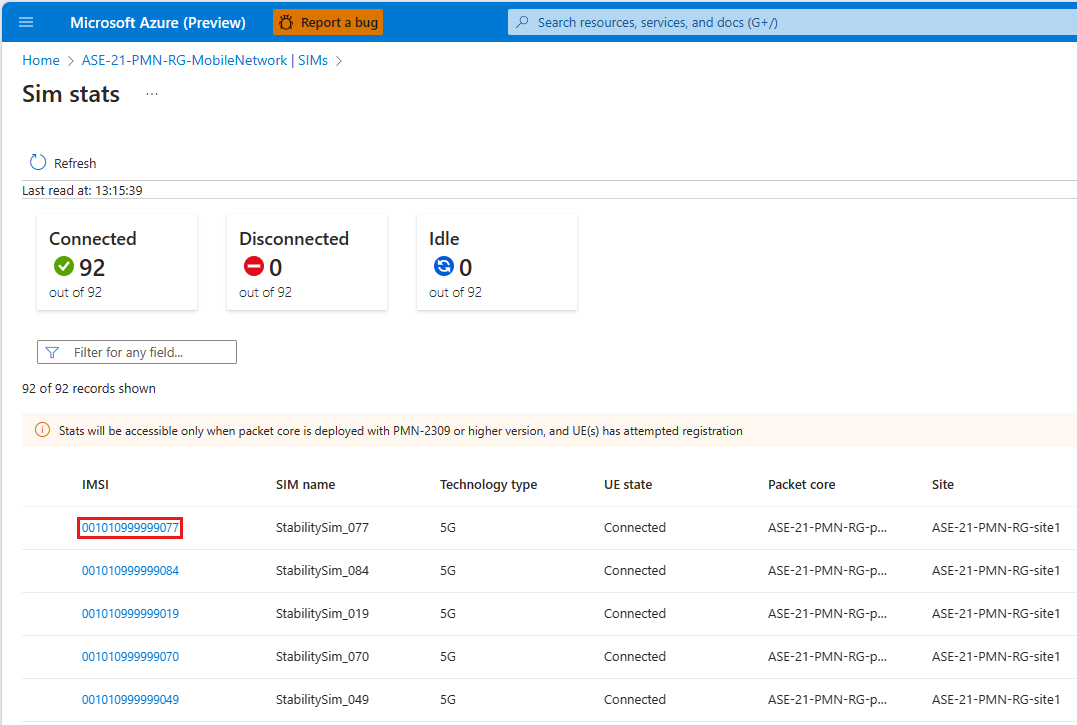 Microsoft Azure (Preview) Report a bug Search resources, services, and docs (G+/)
Home > ASE-21-PMN-RG-MobileNetwork | SIMs >
Sim stats ...
Refresh
Last read at: 13:15:39
Connected Disconnected Idle
92 0 0
out of 92 out of 92 out of 92
Filter for any field...
92 of 92 records shown
Stats will be accessible only when packet core is deployed with PMN-2309 or higher version, and UE(s) has attempted registration
IMSI SIM name Technology type UE state Packet core Site
001010999999077 StabilitySim_077 5G Connected ASE-21-PMN-RG-p... ASE-21-PMN-RG-site1
001010999999084 StabilitySim_084 5G Connected ASE-21-PMN-RG-p... ASE-21-PMN-RG-site1
001010999999019 StabilitySim_019 5G Connected ASE-21-PMN-RG-p... ASE-21-PMN-RG-site1
001010999999070 StabilitySim_070 5G Connected ASE-21-PMN-RG-p... ASE-21-PMN-RG-site1
001010999999049 StabilitySim_049 5G Connected ASE-21-PMN-RG-p... ASE-21-PMN-RG-site1